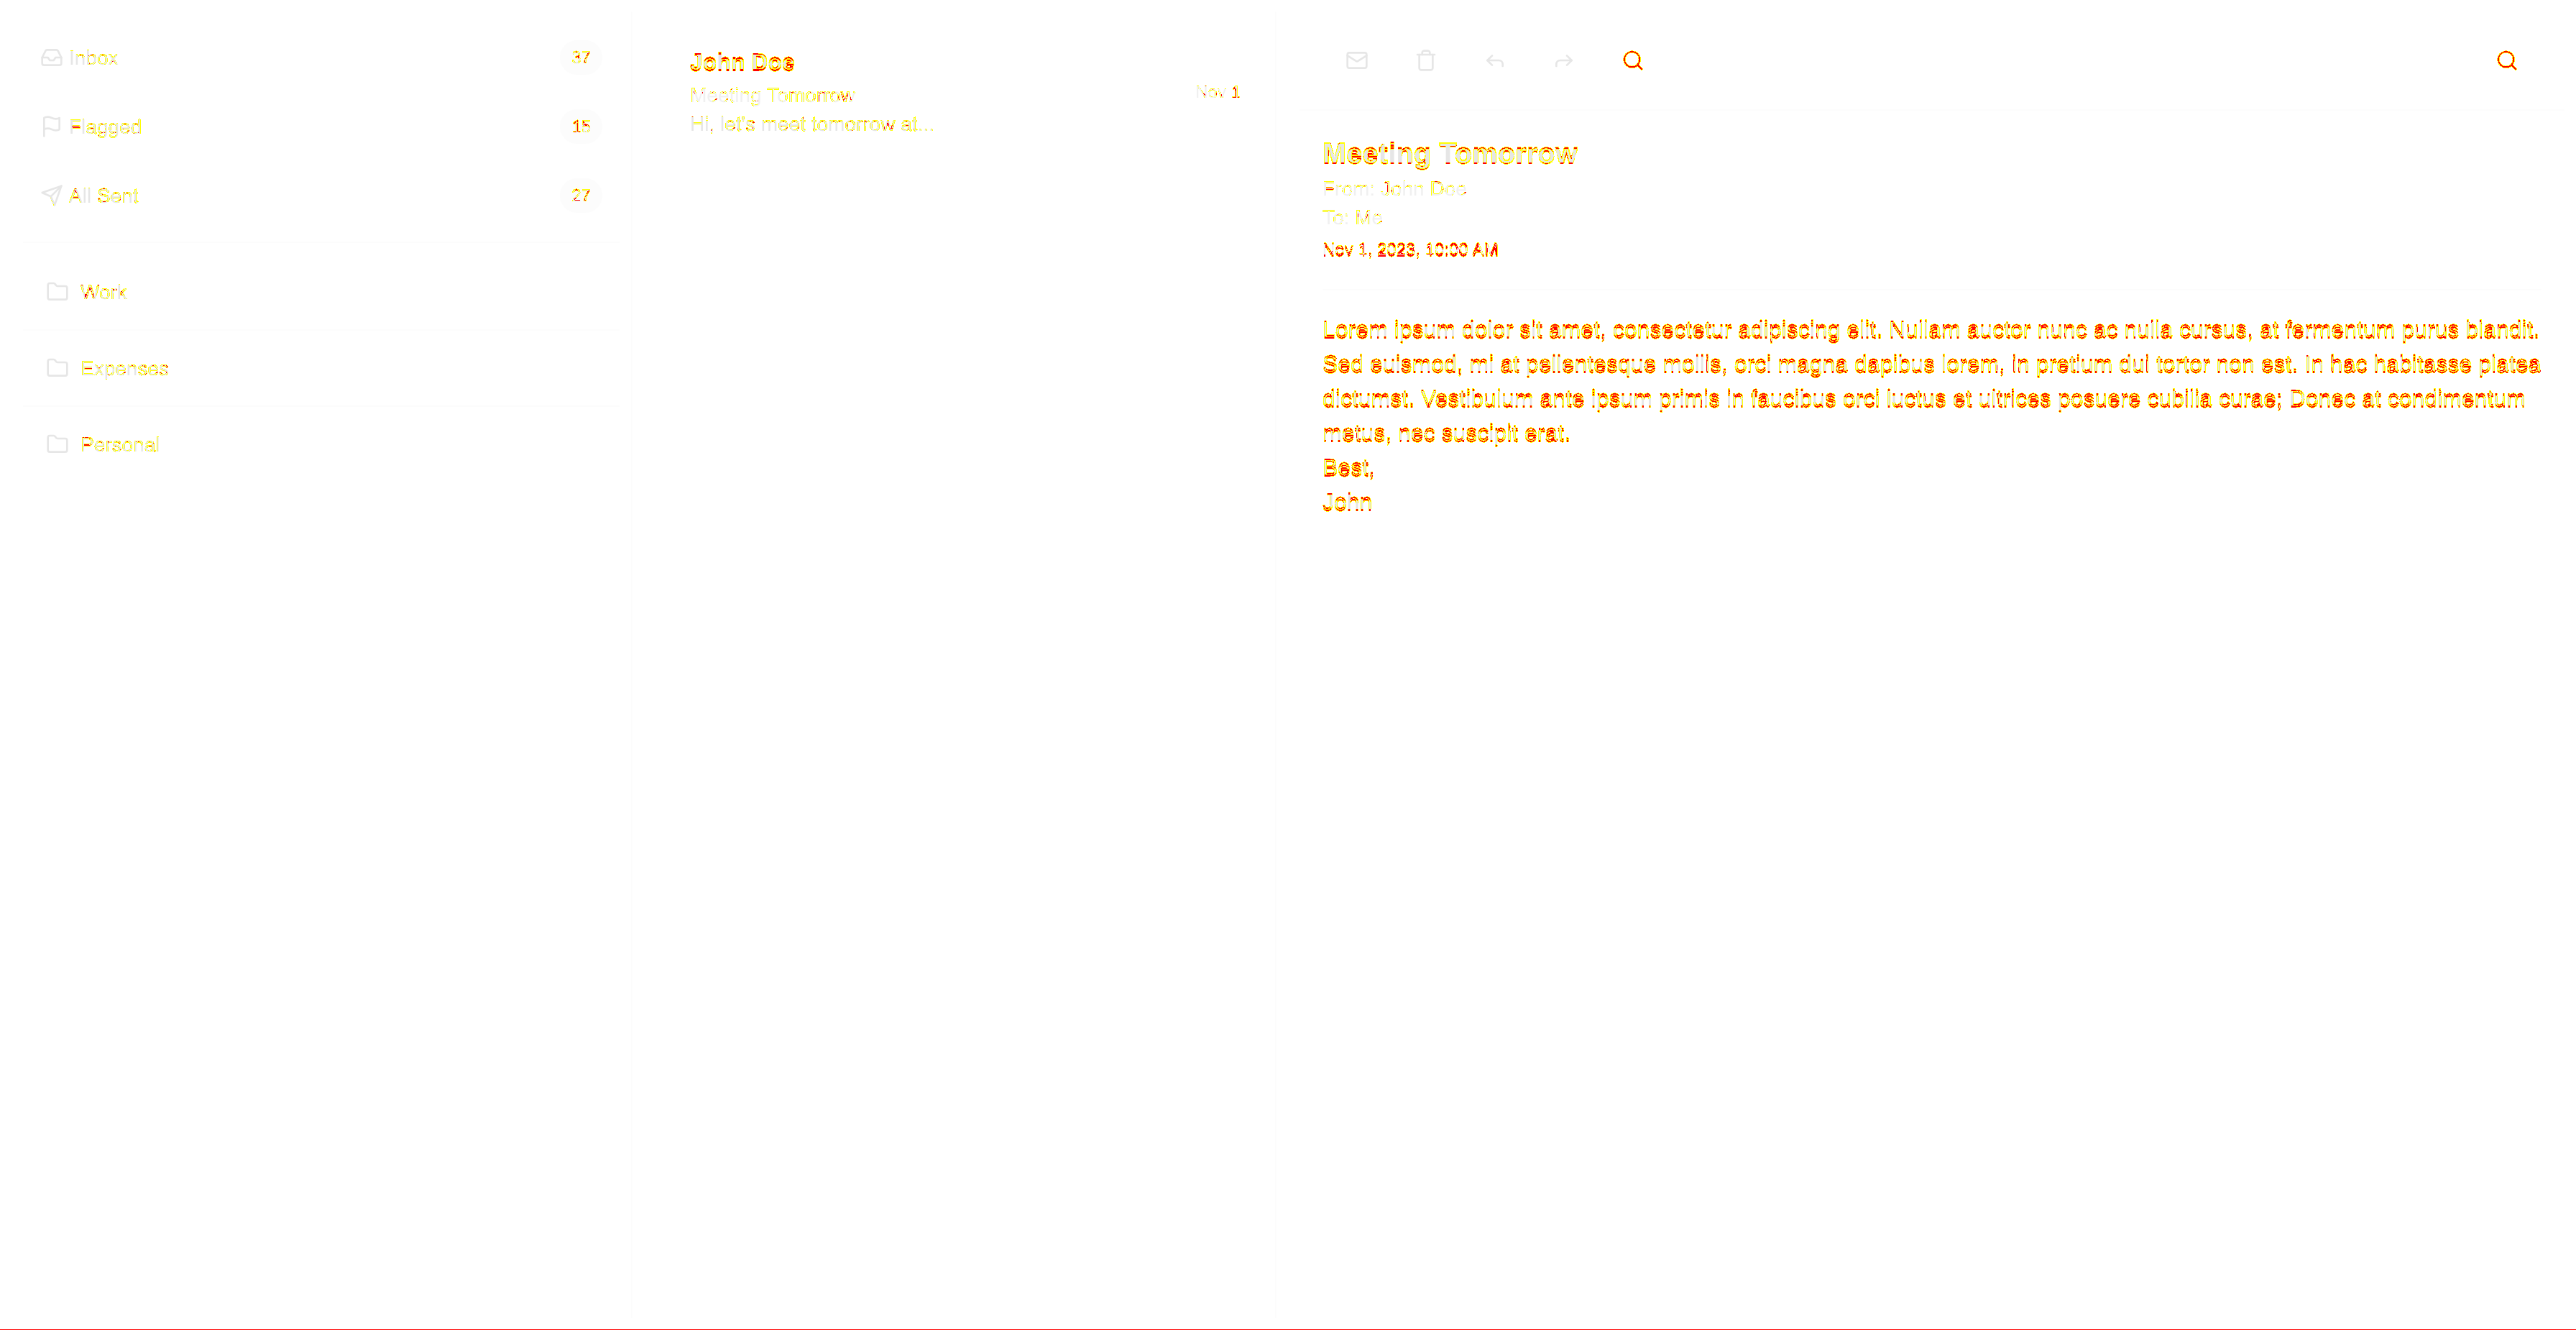 Inbox
37
Flagged
15
All Sent
27
Work
Expenses
Personal
John Doe
Meeting Tomorrow
Nov 1
Hi, let's meet tomorrow at...
Meeting Tomorrow
From: John Doe
To: Me
Nov 1, 2023, 10:00 AM
Lorem ipsum dolor sit amet, consectetur adipiscing elit. Nullam auctor nunc ac nulla cursus, at fermentum purus blandit.
Sed euismod, mi at pellentesque mollis, orci magna dapibus lorem, in pretium dui tortor non est. In hac habitasse platea
dictumst. Vestibulum ante ipsum primis in faucibus orci luctus et ultrices posuere cubilia curae; Donec at condimentum
metus, nec suscipit erat.
Best,
John